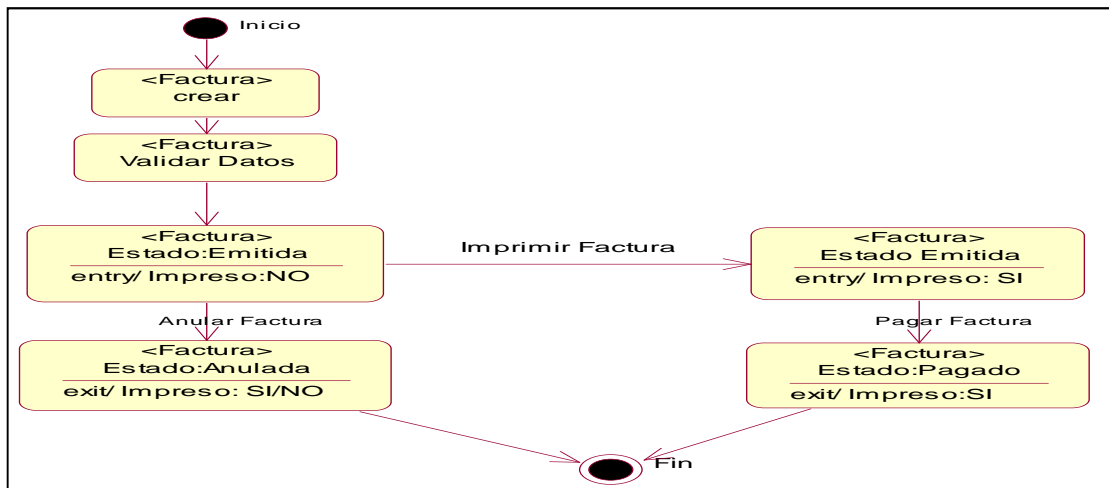 Inicio
<Factura>
crear
<Factura>
Validar Datos
<Factura>
Estado:Emitida
entry/ Impreso:NO
Imprimir Factura
<Factura>
Estado Emitida
entry/ Impreso: SI
Anular Factura
Pagar Factura
<Factura>
Estado:Anulada
exit/ Impreso: SI/NO
<Factura>
Estado:Pagado
exit/ Impreso:SI
Fin